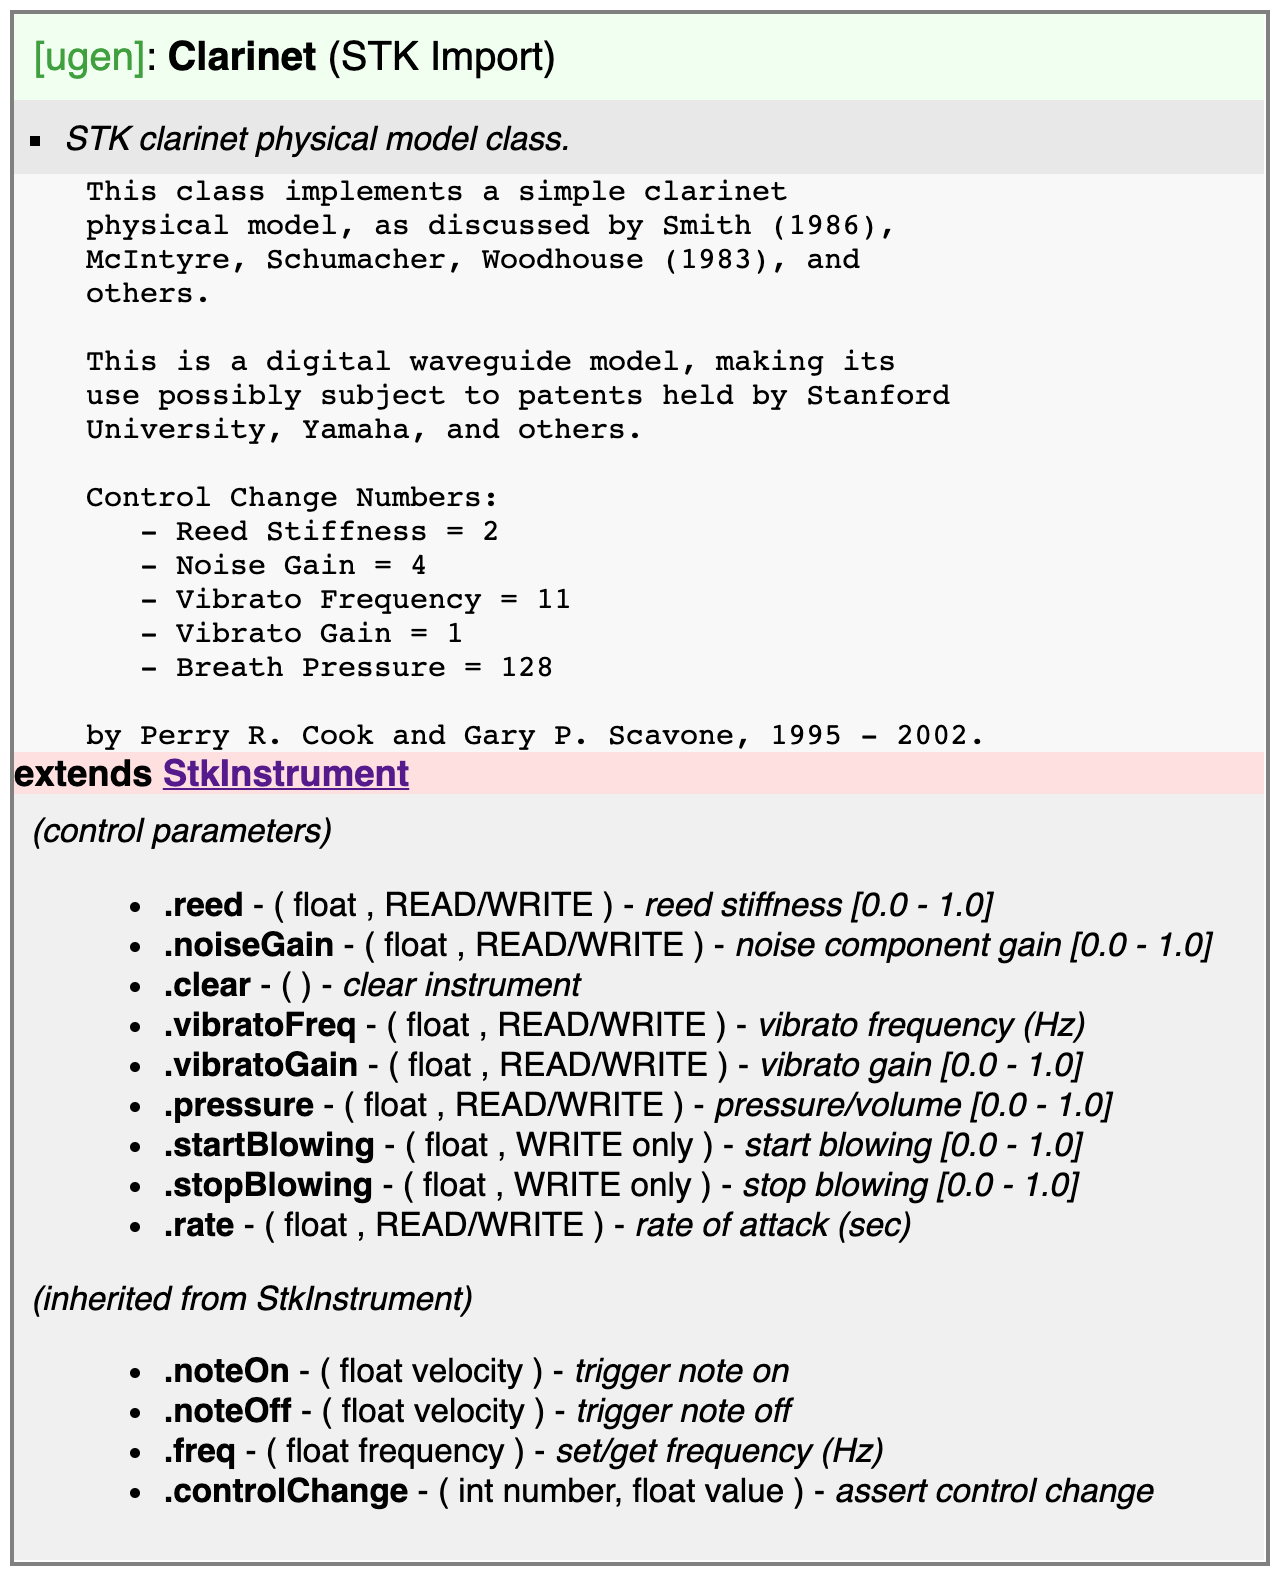 [ugen]: Clarinet (STK Import)
▪ STK clarinet physical model class.
This class implements a simple clarinet
physical model, as discussed by Smith (1986),
McIntyre, Schumacher, Woodhouse (1983), and
others.
This is a digital waveguide model, making its
use possibly subject to patents held by Stanford
University, Yamaha, and others.
Control Change Numbers:
- Reed Stiffness = 2
- Noise Gain = 4
- Vibrato Frequency = 11
- Vibrato Gain = 1
- Breath Pressure = 128
by Perry R. Cook and Gary P. Scavone, 1995 - 2002.
extends StkInstrument
(control parameters)
• .reed - ( float , READ/WRITE ) - reed stiffness [0.0 - 1.0]
• .noiseGain - ( float , READ/WRITE ) - noise component gain [0.0 - 1.0]
• .clear - ( ) - clear instrument
• .vibratoFreq - ( float , READ/WRITE ) - vibrato frequency (Hz)
• .vibratoGain - ( float , READ/WRITE ) - vibrato gain [0.0 - 1.0]
• .pressure - ( float , READ/WRITE ) - pressure/volume [0.0 - 1.0]
• .startBlowing - ( float , WRITE only ) - start blowing [0.0 - 1.0]
• .stopBlowing - ( float , WRITE only ) - stop blowing [0.0 - 1.0]
• .rate - ( float , READ/WRITE ) - rate of attack (sec)
(inherited from StkInstrument)
• .noteOn - ( float velocity ) - trigger note on
• .noteOff - ( float velocity ) - trigger note off
• .freq - ( float frequency ) - set/get frequency (Hz)
• .controlChange - ( int number, float value ) - assert control change